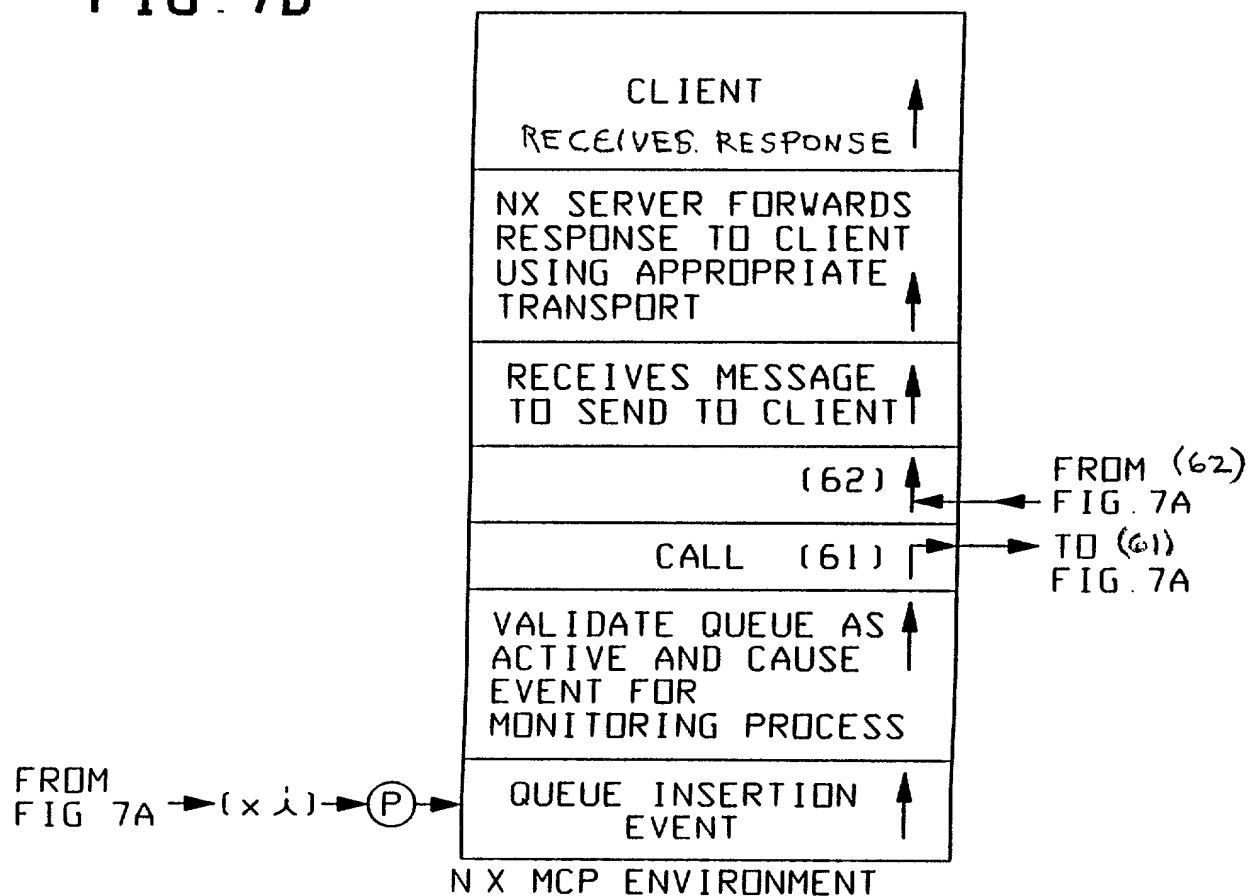 FIG. 7B
CLIENT
RECEIVES. RESPONSE
NX SERVER FORWARDS
RESPONSE TO CLIENT
USING APPROPRIATE
TRANSPORT
RECEIVES MESSAGE
TO SEND TO CLIENT
(62)
FROM (62)
FIG. 7A
CALL (61)
TO (61)
FIG. 7A
VALIDATE QUEUE AS
ACTIVE AND CAUSE
EVENT FOR
MONITORING PROCESS
FROM
FIG 7A
(x i)
P
QUEUE INSERTION
EVENT
NX MCP ENVIRONMENT